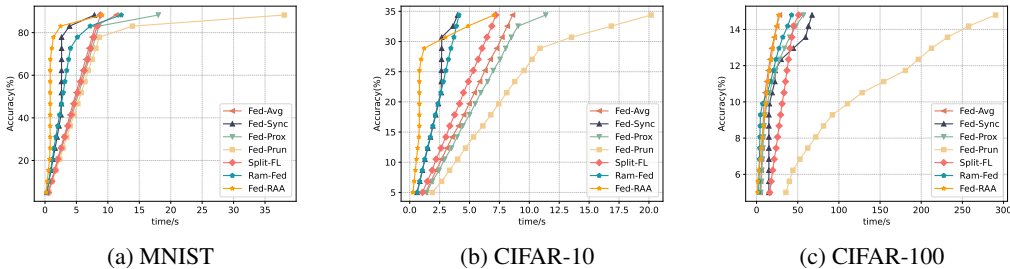 Accuracy(%)
80
60
40
20
0
5
10
15
20
25
30
35
time/s
Fed-Avg
Fed-Sync
Fed-Prox
Fed-Prun
Split-FL
Ram-Fed
Fed-RAA
(a) MNIST
Accuracy(%)
35
30
25
20
15
10
5
0.0
2.5
5.0
7.5
10.0
12.5
15.0
17.5
20.0
time/s
Fed-Avg
Fed-Sync
Fed-Prox
Fed-Prun
Split-FL
Ram-Fed
Fed-RAA
(b) CIFAR-10
Accuracy(%)
14
12
10
8
6
0
50
100
150
200
250
300
time/s
Fed-Avg
Fed-Sync
Fed-Prox
Fed-Prun
Split-FL
Ram-Fed
Fed-RAA
(c) CIFAR-100